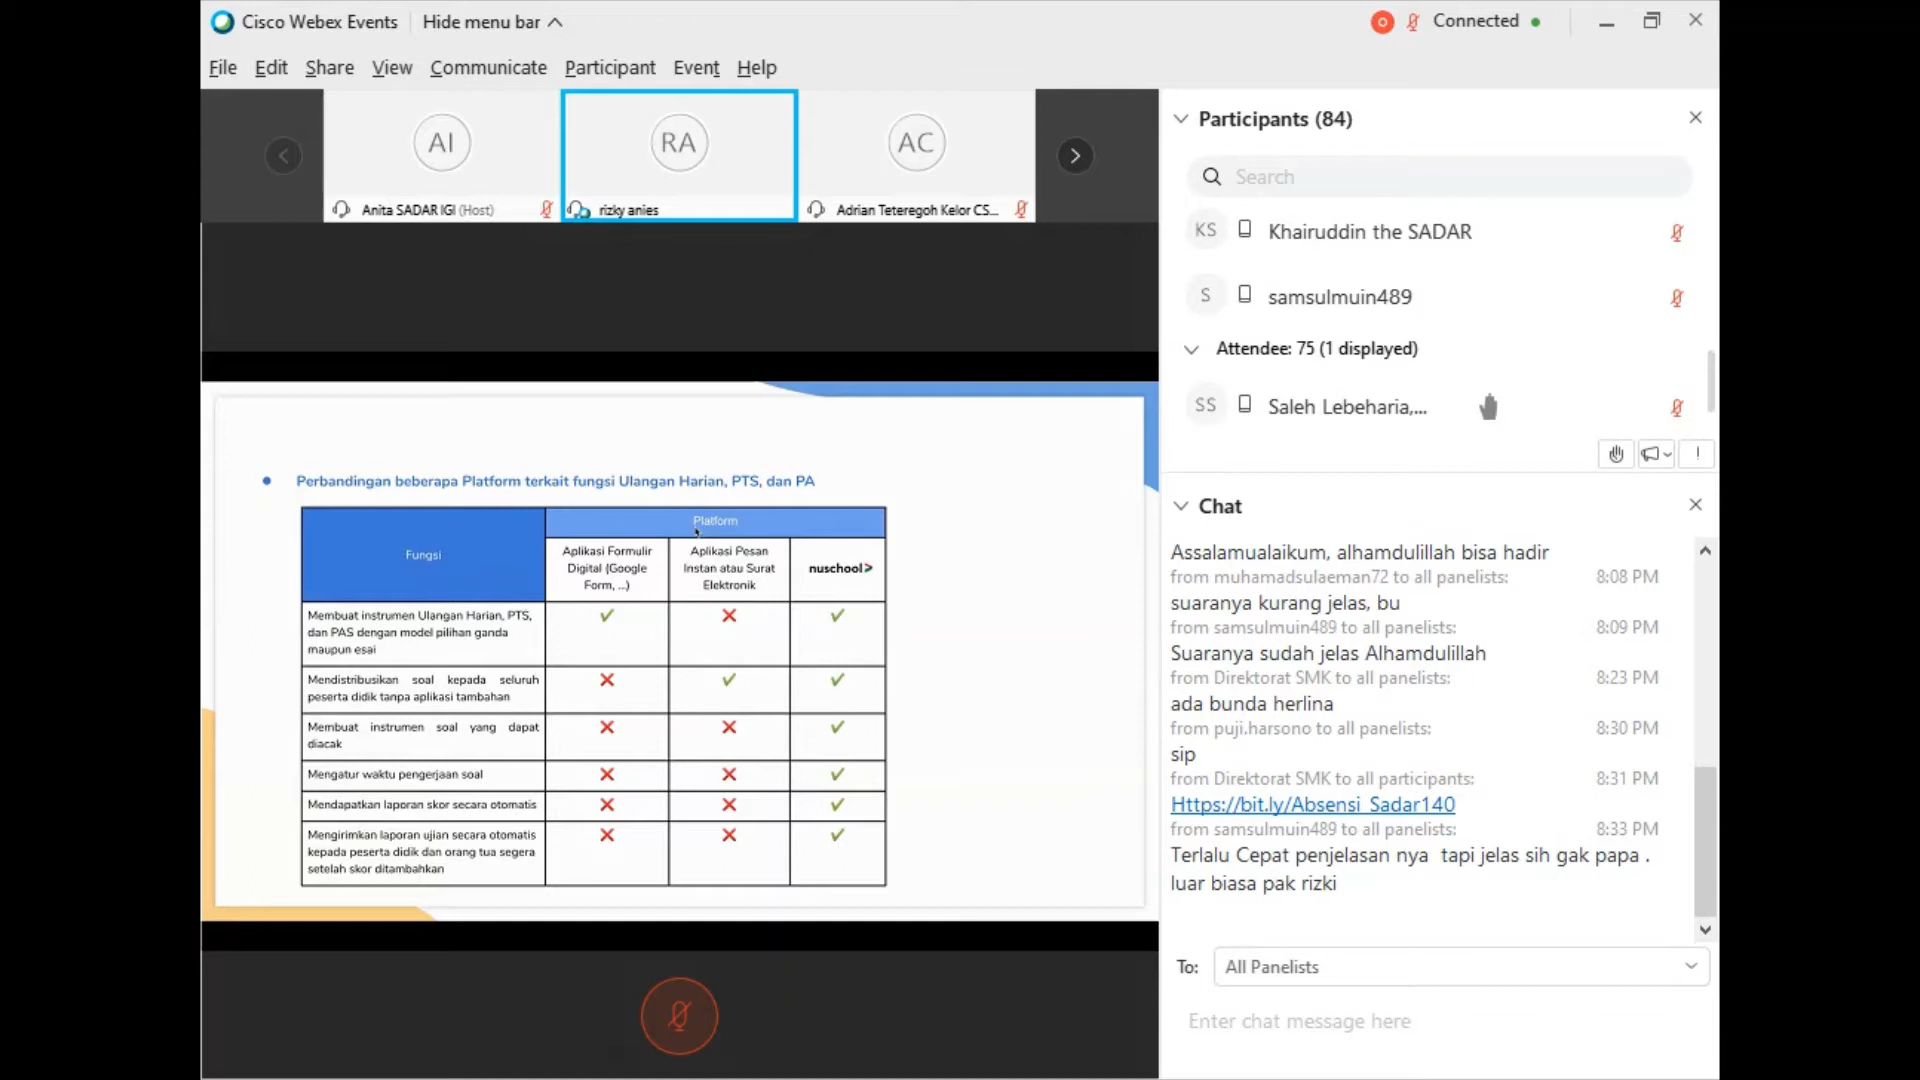 Cisco Webex Events
Hide menu bar
Connected
File Edit Share View Communicate Participant Event Help
AI
Anita SADAR IGI (Host)
RA
rizky anies
AC
Adrian Teteregoh Kelor CS...
Perbandingan beberapa Platform terkait fungsi Ulangan Harian, PTS, dan PA
Fungsi
Platform
Aplikasi Formulir
Digital (Google
Form, ...)
Aplikasi Pesan
Instan atau Surat
Elektronik
nuschool>
Membuat instrumen Ulangan Harian, PTS,
dan PAS dengan model pilihan ganda
maupun esai
Mendistribusikan soal kepada seluruh
peserta didik tanpa aplikasi tambahan
Membuat instrumen soal yang dapat
diacak
Mengatur waktu pengerjaan soal
Mendapatkan laporan skor secara otomatis
Mengirimkan laporan ujian secara otomatis
kepada peserta didik dan orang tua segera
setelah skor ditambahkan
Participants (84)
Search
KS Khairuddin the SADAR
S samsulmuin489
Attendee: 75 (1 displayed)
SS Saleh Lebeharia,...
Chat
Assalamualaikum, alhamdulillah bisa hadir
from muhamadsulaeman72 to all panelists: 8:08 PM
suaranya kurang jelas, bu
from samsulmuin489 to all panelists: 8:09 PM
Suaranya sudah jelas Alhamdulillah
from Direktorat SMK to all panelists: 8:23 PM
ada bunda herlina
from puji.harsono to all panelists: 8:30 PM
sip
from Direktorat SMK to all participants: 8:31 PM
Https://bit.ly/Absensi_Sadar140
from samsulmuin489 to all panelists: 8:33 PM
Terlalu Cepat penjelasan nya tapi jelas sih gak papa .
luar biasa pak rizki
To: All Panelists
Enter chat message here